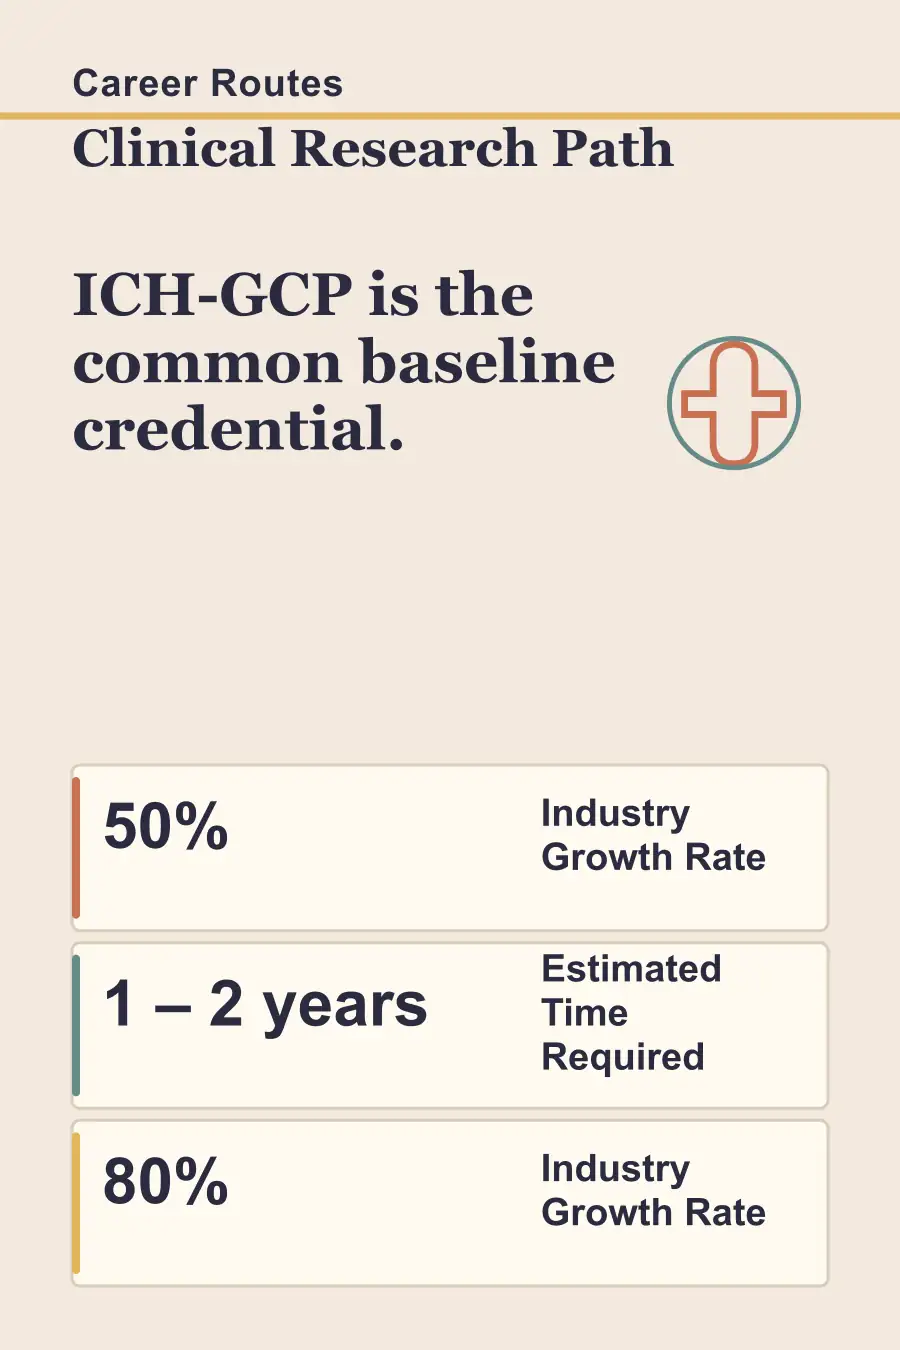 Career Routes
Clinical Research Path
ICH-GCP is the
common baseline
credential.
50%
Industry
Growth Rate
1 – 2 years
Estimated
Time
Required
80%
Industry
Growth Rate